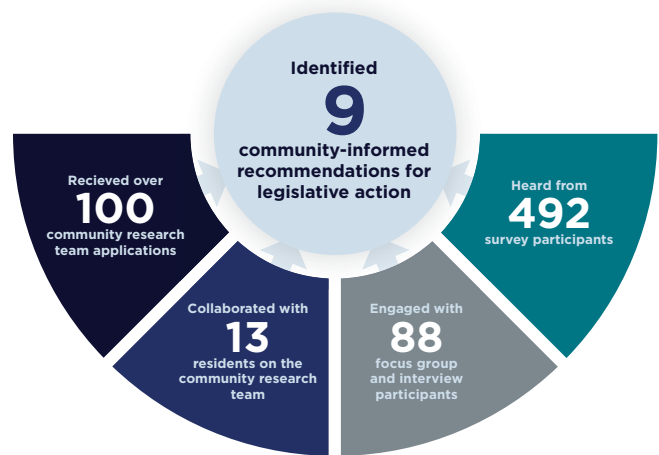 Identified
9
community-informed
recommendations for
legislative action
Recieved over
100
community research
team applications
Collaborated with
13
residents on the
community research
team
Engaged with
88
focus group
and interview
participants
Heard from
492
survey participants